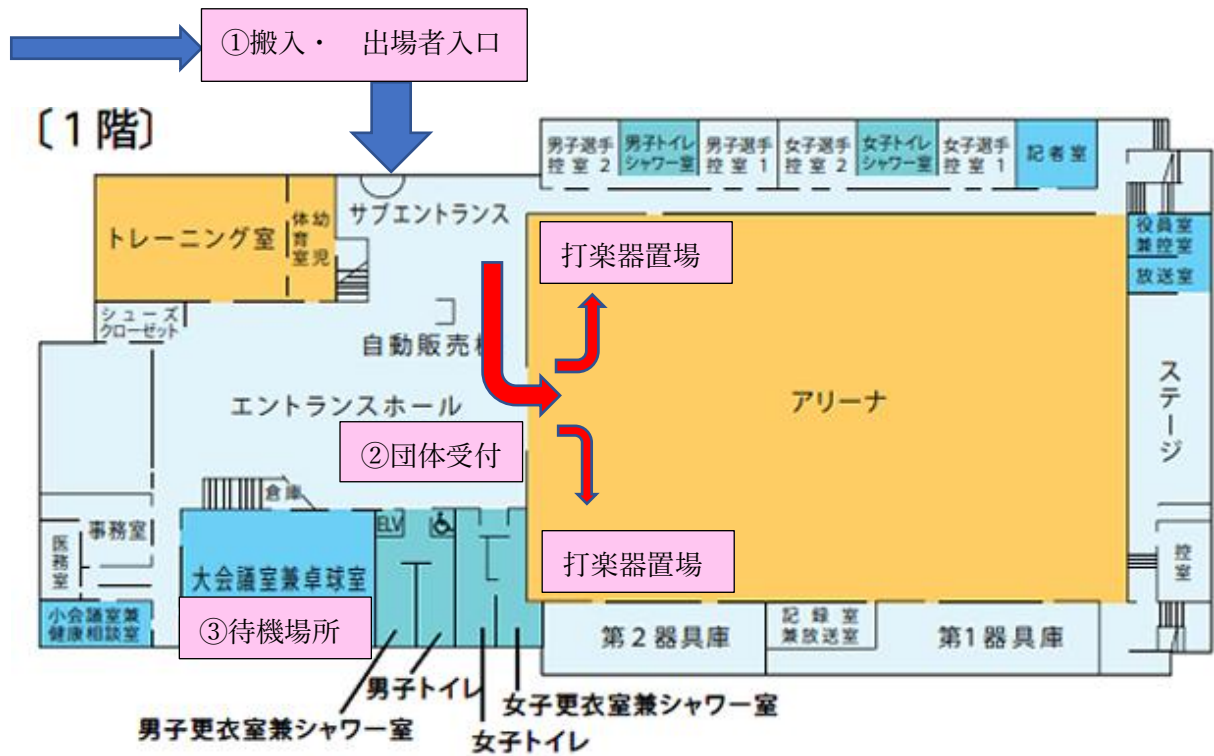 ①搬入・　出場者入口
〔１階〕
男子選手
控室２
男子トイレ
シャワー室
男子選手
控室１
女子選手
控室２
女子トイレ
シャワー室
女子選手
控室１
記者室
トレーニング室
幼児
体育室
サブエントランス
打楽器置場
役員室
兼控室
放送室
シューズ
クローゼット
自動販売機
エントランスホール
アリーナ
ステージ
②団体受付
倉庫
事務室
医務室
大会議室兼卓球室
ELV
打楽器置場
控室
小会議室兼
健康相談室
③待機場所
第２器具庫
記録室
兼放送室
第１器具庫
男子トイレ
女子更衣室兼シャワー室
男子更衣室兼シャワー室
女子トイレ